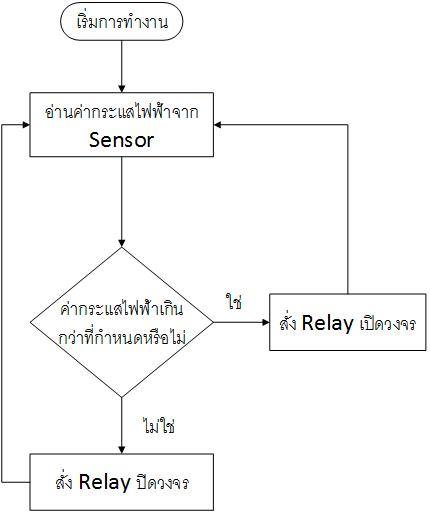 เริ่มการทำงาน
อ่านค่ากระแสไฟฟ้าจาก
Sensor
ค่ากระแสไฟฟ้าเกิน
กว่าที่กำหนดหรือไม่
ใช่
สั่ง Relay เปิดวงจร
ไม่ใช่
สั่ง Relay ปิดวงจร